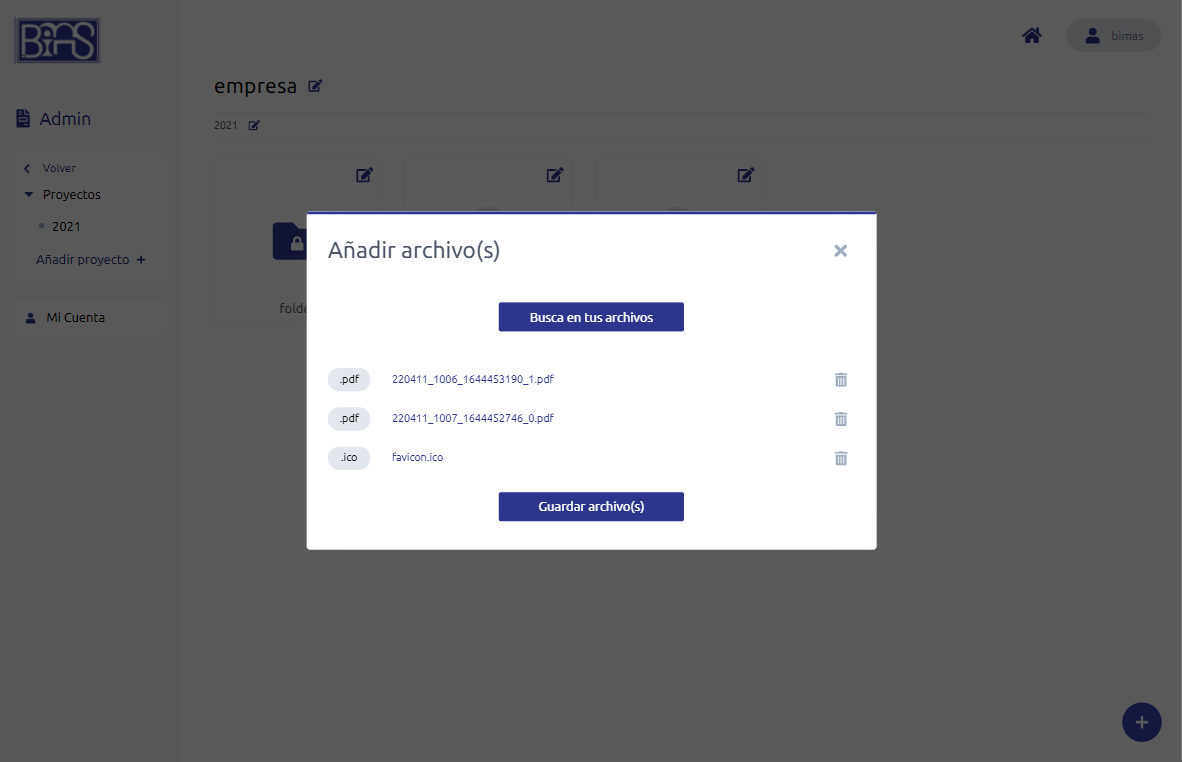 BiMS
bimas
empresa
Admin
2021
Volver
Proyectos
2021
Añadir proyecto +
Mi Cuenta
folde
Añadir archivo(s)
Busca en tus archivos
.pdf 220411_1006_1644453190_1.pdf
.pdf 220411_1007_1644452746_0.pdf
.ico favicon.ico
Guardar archivo(s)